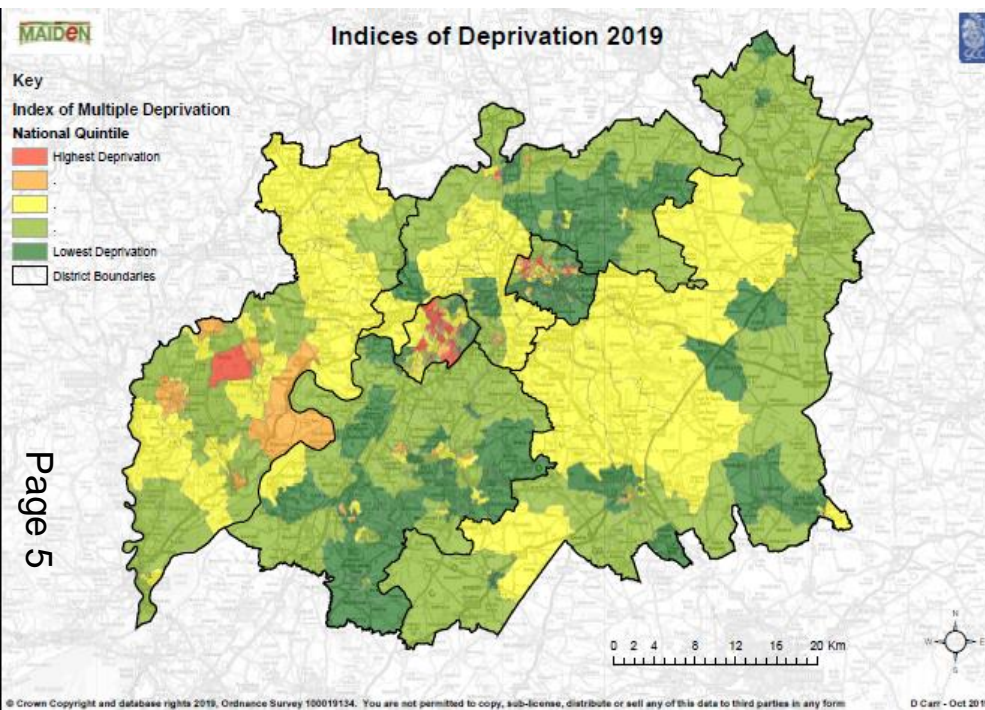 MAIDeN
Indices of Deprivation 2019
Key
Index of Multiple Deprivation
National Quintile
Highest Deprivation
.
.
.
Lowest Deprivation
District Boundaries
Page 5
0 2 4 8 12 16 20 Km
N
W E
S
© Crown Copyright and database rights 2019, Ordnance Survey 100019134. You are not permitted to copy, sub-license, distribute or sell any of this data to third parties in any form
D Carr - Oct 201